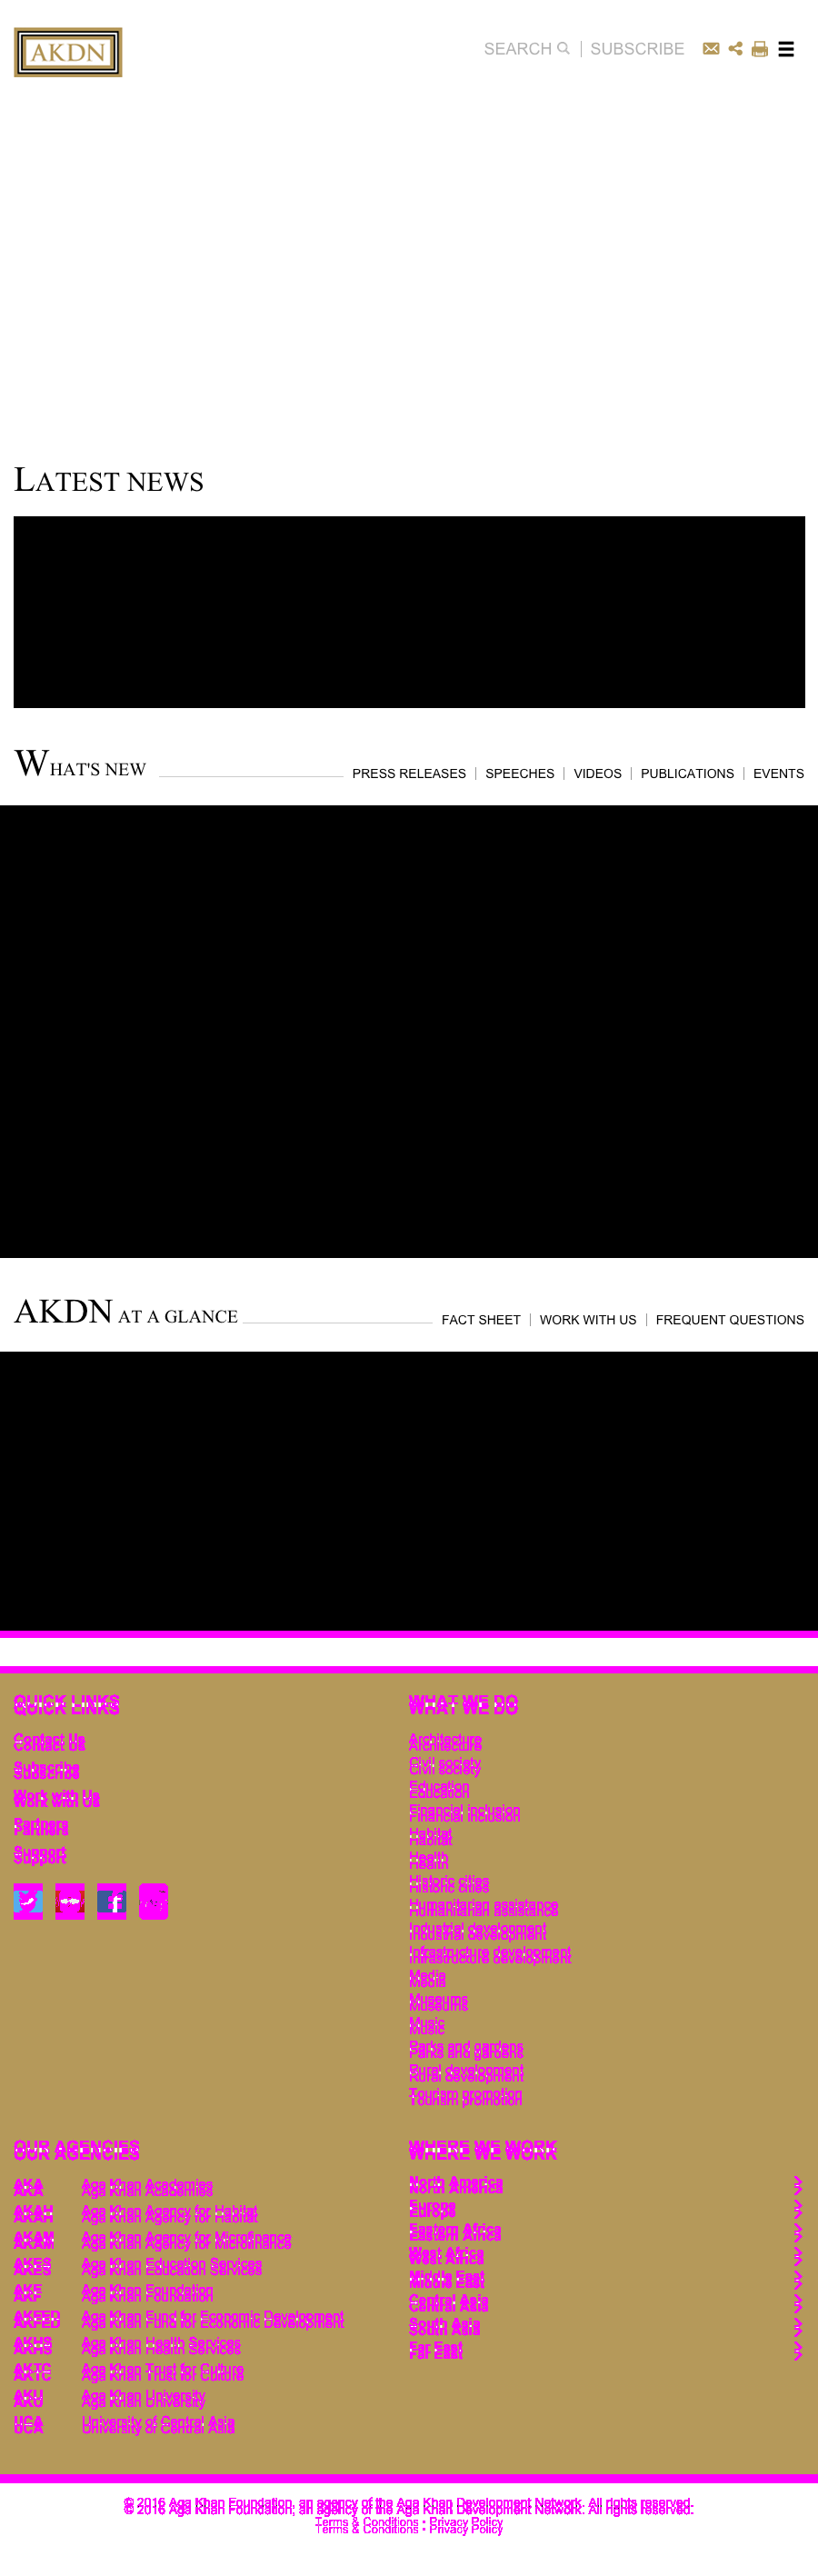 AKDN
SEARCH | SUBSCRIBE
LATEST NEWS
WHAT'S NEW PRESS RELEASES | SPEECHES | VIDEOS | PUBLICATIONS | EVENTS
AKDN AT A GLANCE FACT SHEET | WORK WITH US | FREQUENT QUESTIONS
QUICK LINKS
Contact Us
Subscribe
Work with Us
Partners
Support
WHAT WE DO
Architecture
Civil society
Education
Financial inclusion
Habitat
Health
Historic cities
Humanitarian assistance
Industrial development
Infrastructure development
Media
Museums
Music
Parks and gardens
Rural development
Tourism promotion
OUR AGENCIES
AKA Aga Khan Academies
AKAH Aga Khan Agency for Habitat
AKAM Aga Khan Agency for Microfinance
AKES Aga Khan Education Services
AKF Aga Khan Foundation
AKFED Aga Khan Fund for Economic Development
AKHS Aga Khan Health Services
AKTC Aga Khan Trust for Culture
AKU Aga Khan University
UCA University of Central Asia
WHERE WE WORK
North America
Europe
Eastern Africa
West Africa
Middle East
Central Asia
South Asia
Far East
© 2016 Aga Khan Foundation, an agency of the Aga Khan Development Network. All rights reserved.
Terms & Conditions • Privacy Policy